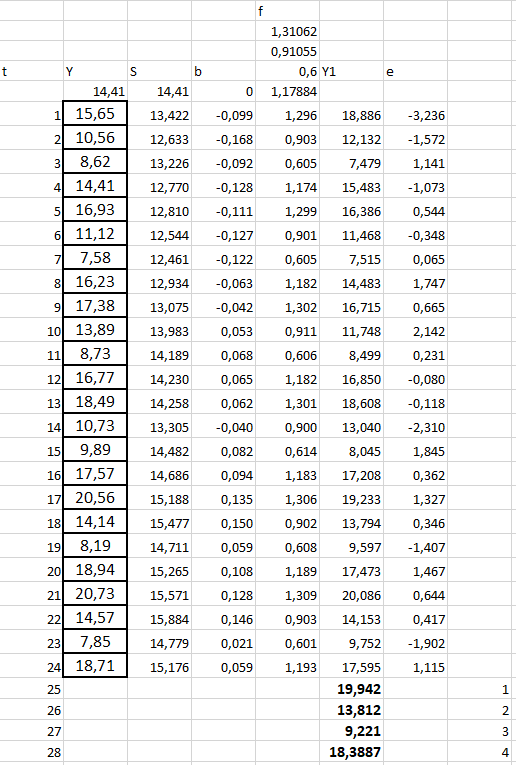 f
1,31062
0,91055
t Y S b 0,6 Y1 e
14,41 14,41 0 1,17884
1 15,65 13,422 -0,099 1,296 18,886 -3,236
2 10,56 12,633 -0,168 0,903 12,132 -1,572
3 8,62 13,226 -0,092 0,605 7,479 1,141
4 14,41 12,770 -0,128 1,174 15,483 -1,073
5 16,93 12,810 -0,111 1,299 16,386 0,544
6 11,12 12,544 -0,127 0,901 11,468 -0,348
7 7,58 12,461 -0,122 0,605 7,515 0,065
8 16,23 12,934 -0,063 1,182 14,483 1,747
9 17,38 13,075 -0,042 1,302 16,715 0,665
10 13,89 13,983 0,053 0,911 11,748 2,142
11 8,73 14,189 0,068 0,606 8,499 0,231
12 16,77 14,230 0,065 1,182 16,850 -0,080
13 18,49 14,258 0,062 1,301 18,608 -0,118
14 10,73 13,305 -0,040 0,900 13,040 -2,310
15 9,89 14,482 0,082 0,614 8,045 1,845
16 17,57 14,686 0,094 1,183 17,208 0,362
17 20,56 15,188 0,135 1,306 19,233 1,327
18 14,14 15,477 0,150 0,902 13,794 0,346
19 8,19 14,711 0,059 0,608 9,597 -1,407
20 18,94 15,265 0,108 1,189 17,473 1,467
21 20,73 15,571 0,128 1,309 20,086 0,644
22 14,57 15,884 0,146 0,903 14,153 0,417
23 7,85 14,779 0,021 0,601 9,752 -1,902
24 18,71 15,176 0,059 1,193 17,595 1,115
25 19,942 1
26 13,812 2
27 9,221 3
28 18,3887 4